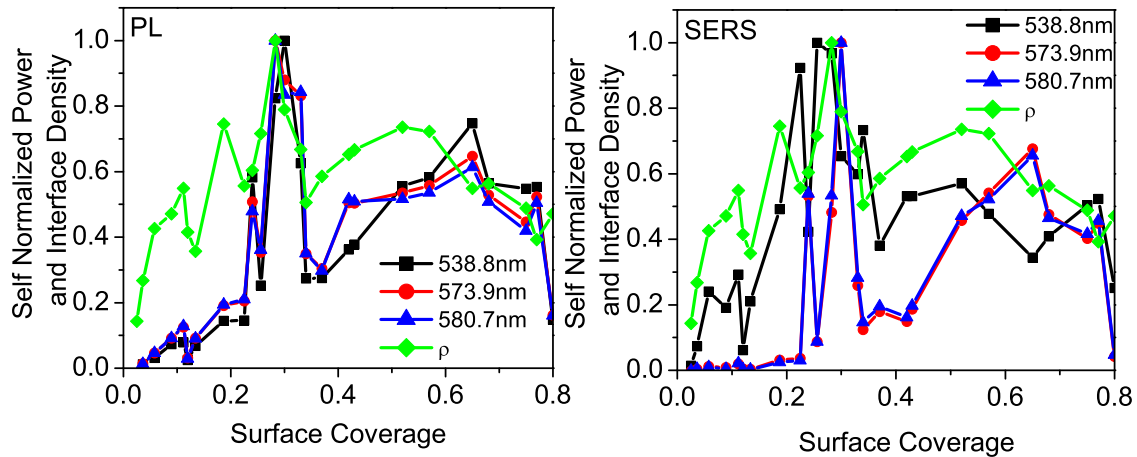 PL
Self Normalized Power
and Interface Density
1.0
0.8
0.6
0.4
0.2
0.0
538.8nm
573.9nm
580.7nm
ρ
0.0 0.2 0.4 0.6 0.8
Surface Coverage
SERS
Self Normalized Power
and Interface Density
1.0
0.8
0.6
0.4
0.2
0.0
538.8nm
573.9nm
580.7nm
ρ
0.0 0.2 0.4 0.6 0.8
Surface Coverage